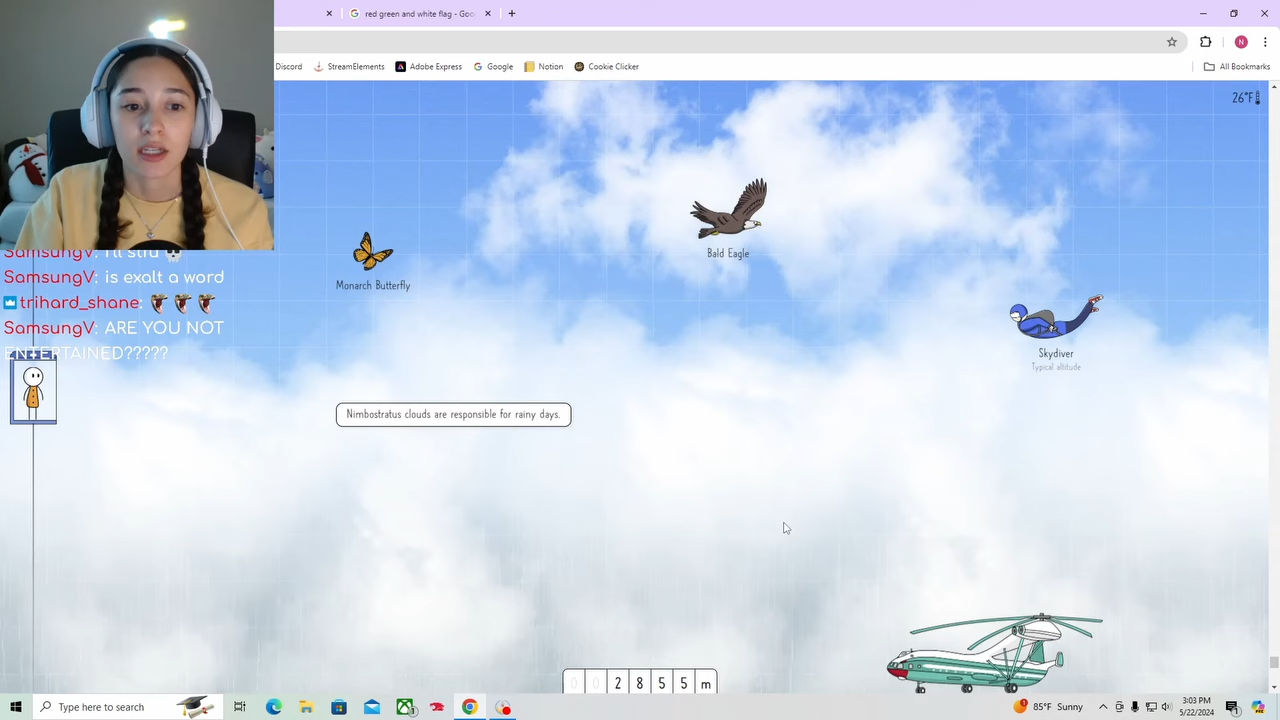 red green and white flag - Goo
Discord
StreamElements
Adobe Express
Google
Notion
Cookie Clicker
All Bookmarks
N
26°F
Bald Eagle
Monarch Butterfly
SamsungV: is exalt a word
trihard_shane:
SamsungV: ARE YOU NOT
ENTERTAINED?????
Skydiver
Typical altitude
Nimbostratus clouds are responsible for rainy days.
0 0 2 8 5 5 m
Type here to search
85°F Sunny
3:03 PM
5/22/2024